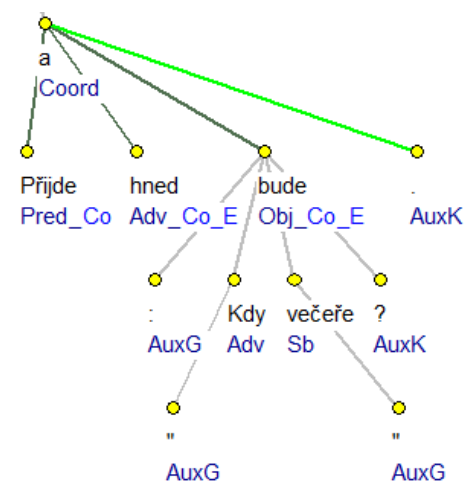 a
Coord
Přijde hned bude .
Pred_Co Adv_Co_E Obj_Co_E AuxK
: Kdy večeře ?
AuxG Adv Sb AuxK
" "
AuxG AuxG